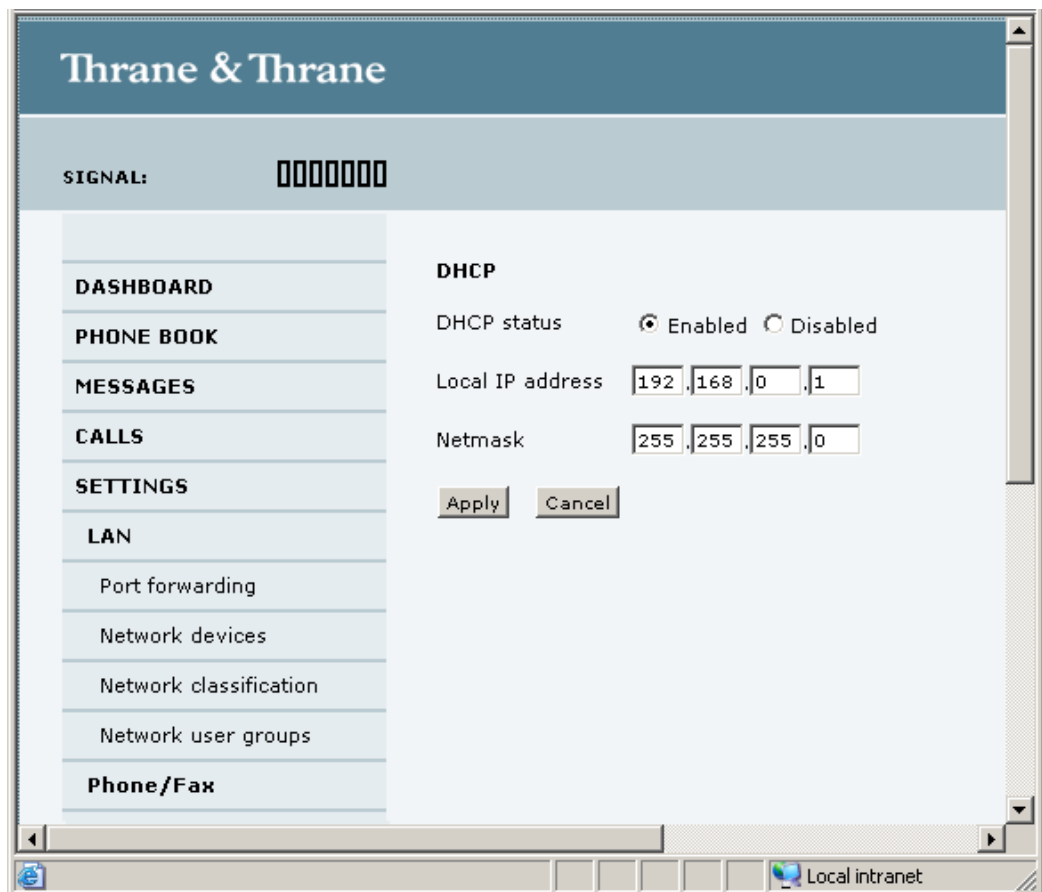 Thrane & Thrane
SIGNAL:
DASHBOARD
PHONE BOOK
MESSAGES
CALLS
SETTINGS
LAN
Port forwarding
Network devices
Network classification
Network user groups
Phone/Fax
DHCP
DHCP status Enabled Disabled
Local IP address 192 .168 .0 .1
Netmask 255 .255 .255 .0
Apply Cancel
Local intranet